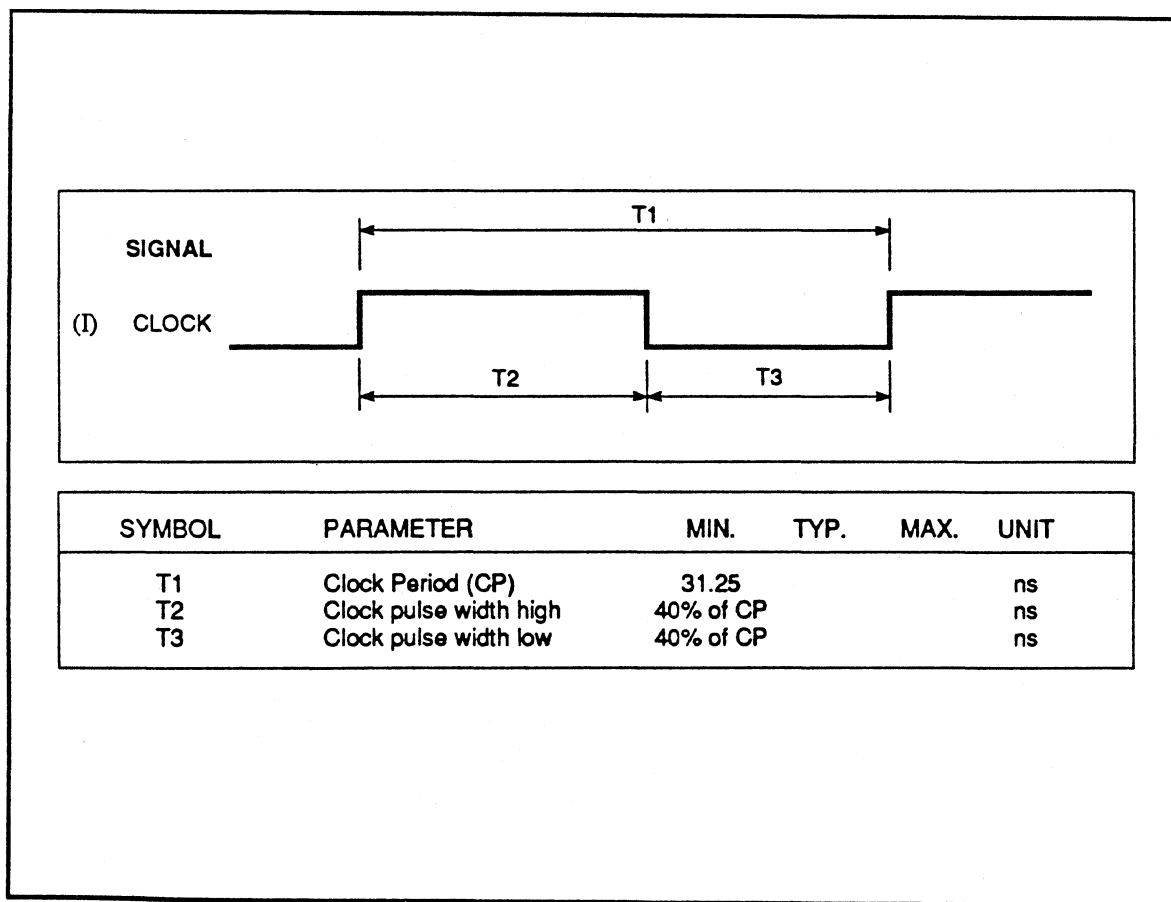 T1
SIGNAL
(I) CLOCK
T2 T3
SYMBOL PARAMETER MIN. TYP. MAX. UNIT
T1 Clock Period (CP) 31.25 ns
T2 Clock pulse width high 40% of CP ns
T3 Clock pulse width low 40% of CP ns